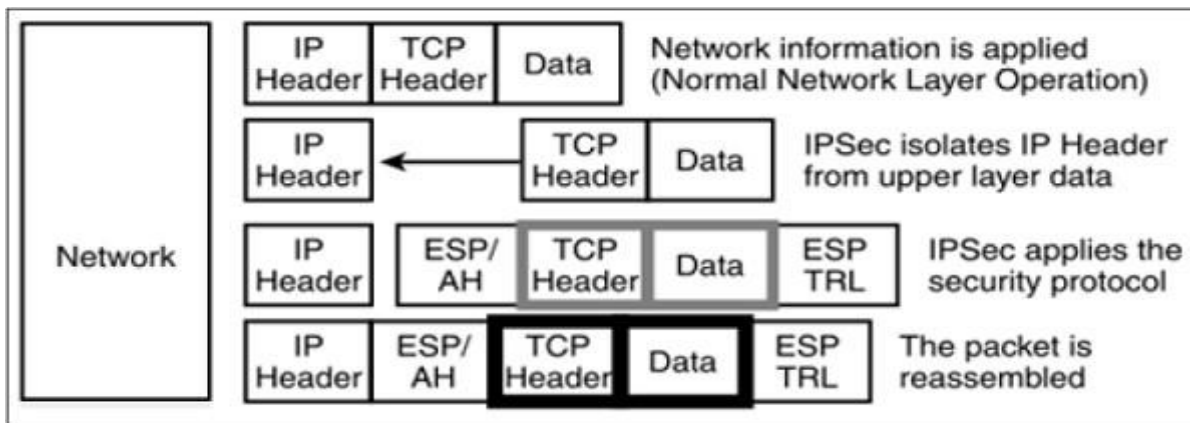 Network
IP Header
TCP Header
Data
Network information is applied
(Normal Network Layer Operation)
IP Header
TCP Header
Data
IPSec isolates IP Header
from upper layer data
IP Header
ESP/ AH
TCP Header
Data
ESP TRL
IPSec applies the
security protocol
IP Header
ESP/ AH
TCP Header
Data
ESP TRL
The packet is
reassembled